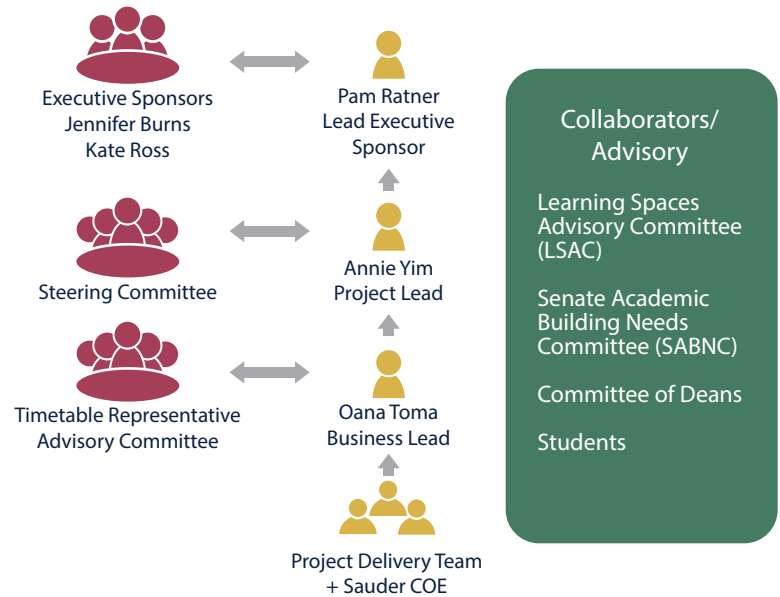 Executive Sponsors
Jennifer Burns
Kate Ross
Pam Ratner
Lead Executive
Sponsor
Steering Committee
Annie Yim
Project Lead
Timetable Representative
Advisory Committee
Oana Toma
Business Lead
Project Delivery Team
+ Sauder COE
Collaborators/
Advisory
Learning Spaces
Advisory Committee
(LSAC)
Senate Academic
Building Needs
Committee (SABNC)
Committee of Deans
Students